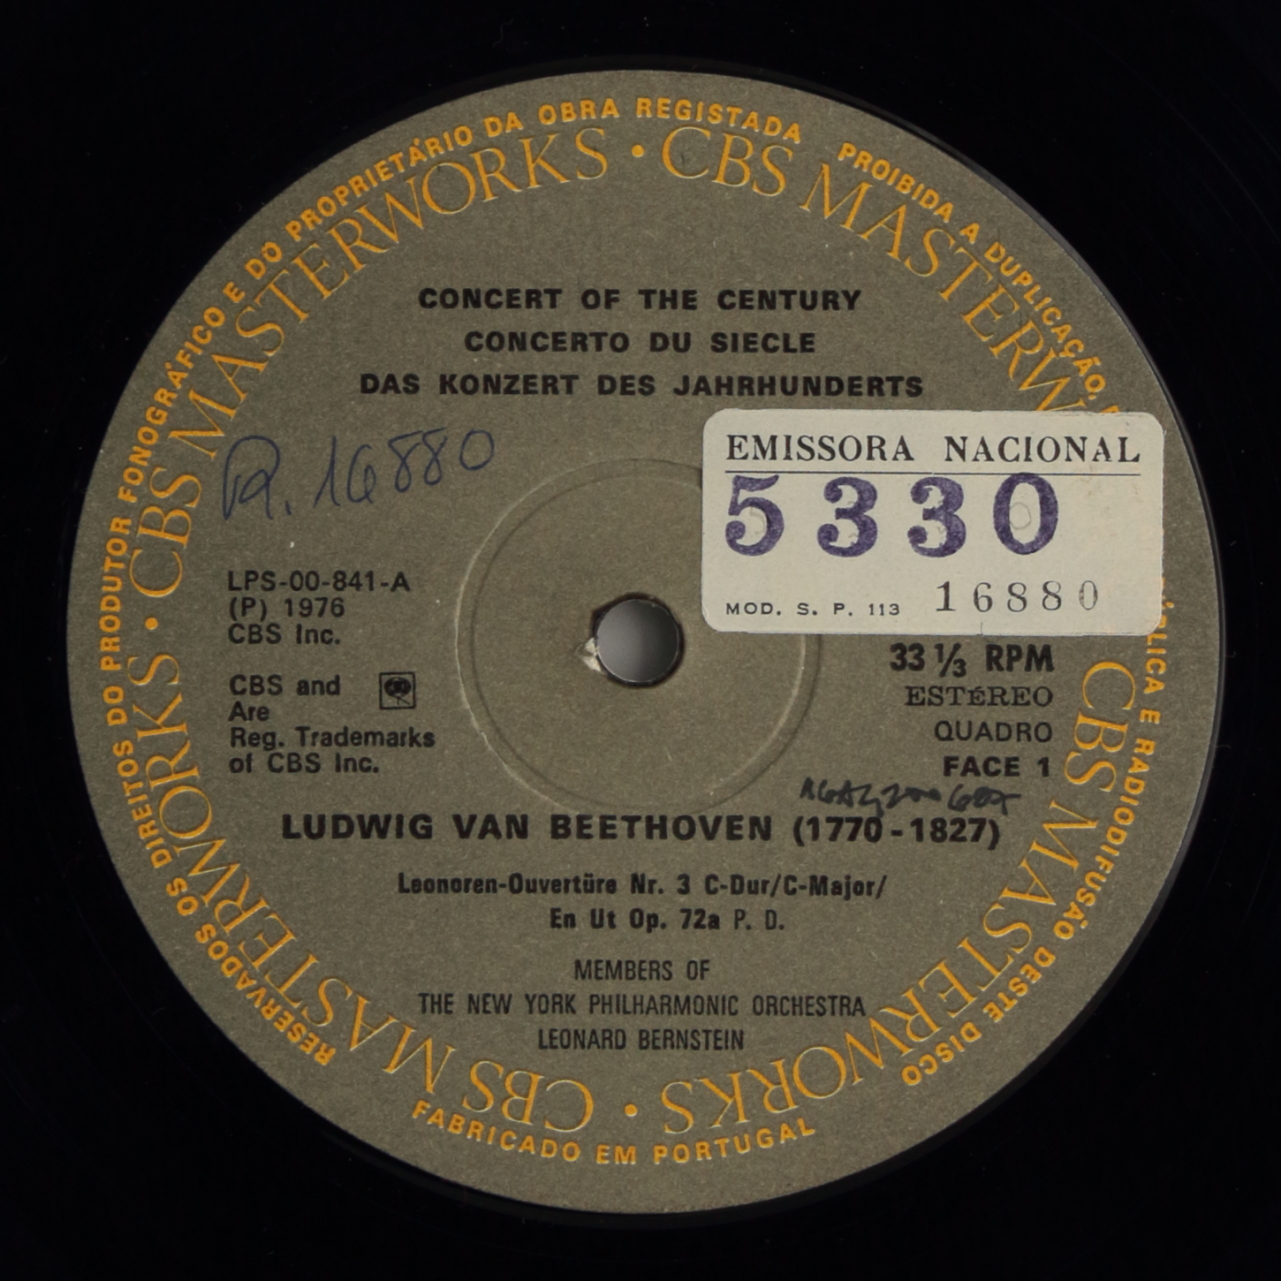 RESERVADOS OS DIREITOS DO PRODUTOR FONOGRÁFICO E DO PROPRIETÁRIO DA OBRA REGISTADA PROIBIDA A DUPLICAÇÃO,
E RADIODIFUSÃO DESTE DISCO
CBS MASTERWORKS · CBS MASTERWORKS · CBS MASTERWORKS · CBS MASTERW
CONCERT OF THE CENTURY
CONCERTO DU SIECLE
DAS KONZERT DES JAHRHUNDERTS
EMISSORA NACIONAL
5330
MOD. S. P. 113 16880
R. 16880
LPS-00-841-A
(P) 1976
CBS Inc.
CBS and
Are
Reg. Trademarks
of CBS Inc.
33 1/3 RPM
ESTÉREO
QUADRO
FACE 1
LUDWIG VAN BEETHOVEN (1770-1827)
Leonoren-Ouvertüre Nr. 3 C-Dur/C-Major/
En Ut Op. 72a P. D.
MEMBERS OF
THE NEW YORK PHILHARMONIC ORCHESTRA
LEONARD BERNSTEIN
FABRICADO EM PORTUGAL